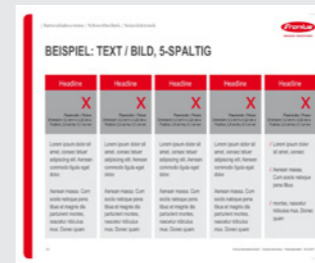 Fronius
BEISPIEL: TEXT / BILD, 5-SPALTIG
Headline Headline Headline Headline Headline
X X X X X
Lorem ipsum dolor sit
amet, consec tetuer
adipiscing elit. Aenean
commodo ligula eget
dolor.
Aenean massa. Cum
sociis natoque pena
tibus et magnis dis
parturient montes,
nascetur ridiculus
mus. Donec quam
Lorem ipsum dolor sit
amet, consec tetuer
adipiscing elit. Aenean
commodo ligula eget
dolor.
Aenean massa. Cum
sociis natoque pena
tibus et magnis dis
parturient montes,
nascetur ridiculus
mus. Donec quam
Lorem ipsum dolor sit
amet, consec tetuer
adipiscing elit. Aenean
commodo ligula eget
dolor.
Aenean massa. Cum
sociis natoque pena
tibus et magnis dis
parturient montes,
nascetur ridiculus
mus. Donec quam
Lorem ipsum dolor sit
amet, consec tetuer
adipiscing elit. Aenean
commodo ligula eget
dolor.
Aenean massa. Cum
sociis natoque pena
tibus et magnis dis
parturient montes,
nascetur ridiculus
mus. Donec quam
/ Lorem ipsum dolor
sit amet, consec
/ Aenean massa.
Cum sociis natoque
pena tibus
/ montes, nascetur
ridiculus mus.
Donec quam